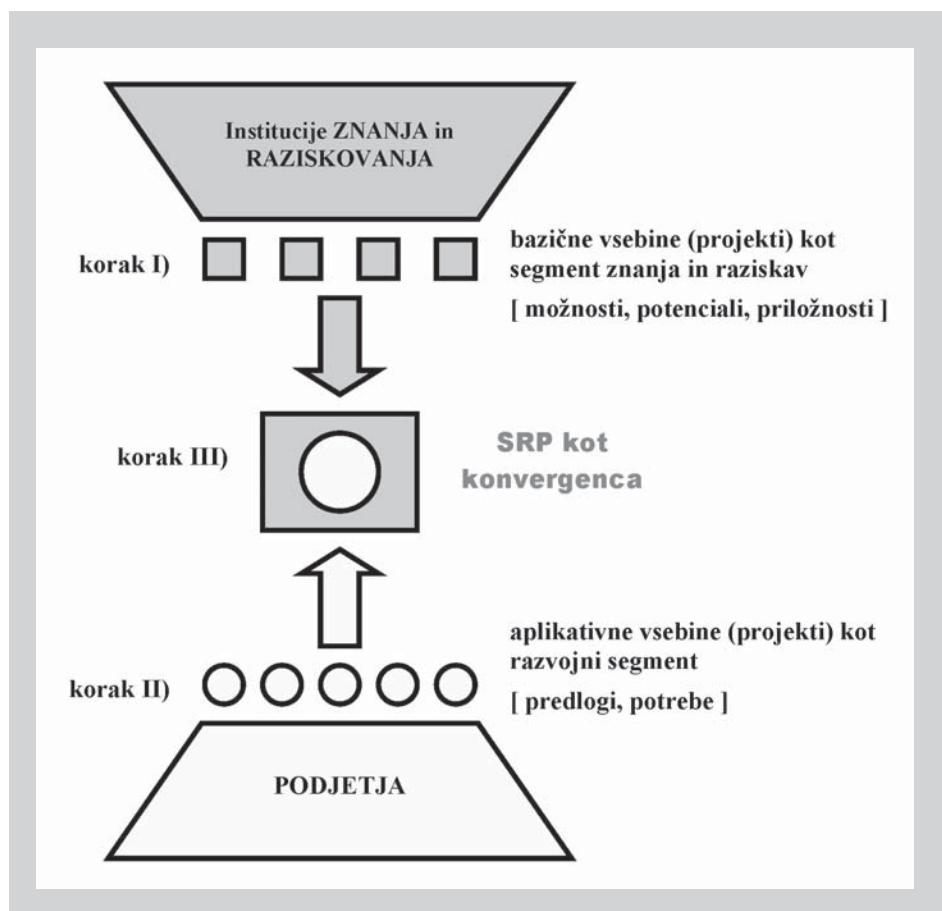 Institucije ZNANJA in
RAZISKOVANJA
korak I)
bazične vsebine (projekti) kot
segment znanja in raziskav
[ možnosti, potenciali, priložnosti ]
korak III)
SRP kot
konvergenca
aplikativne vsebine (projekti) kot
razvojni segment
korak II)
[ predlogi, potrebe ]
PODJETJA